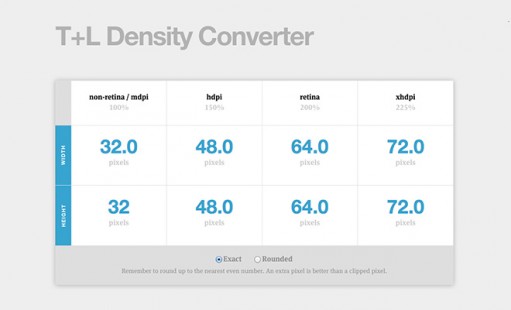 T+L Density Converter
non-retina / mdpi hdpi retina xhdpi
100% 150% 200% 225%
WIDTH 32.0 48.0 64.0 72.0
pixels pixels pixels pixels
HEIGHT 32 48.0 64.0 72.0
pixels pixels pixels pixels
Exact Rounded
Remember to round up to the nearest even number. An extra pixel is better than a clipped pixel.